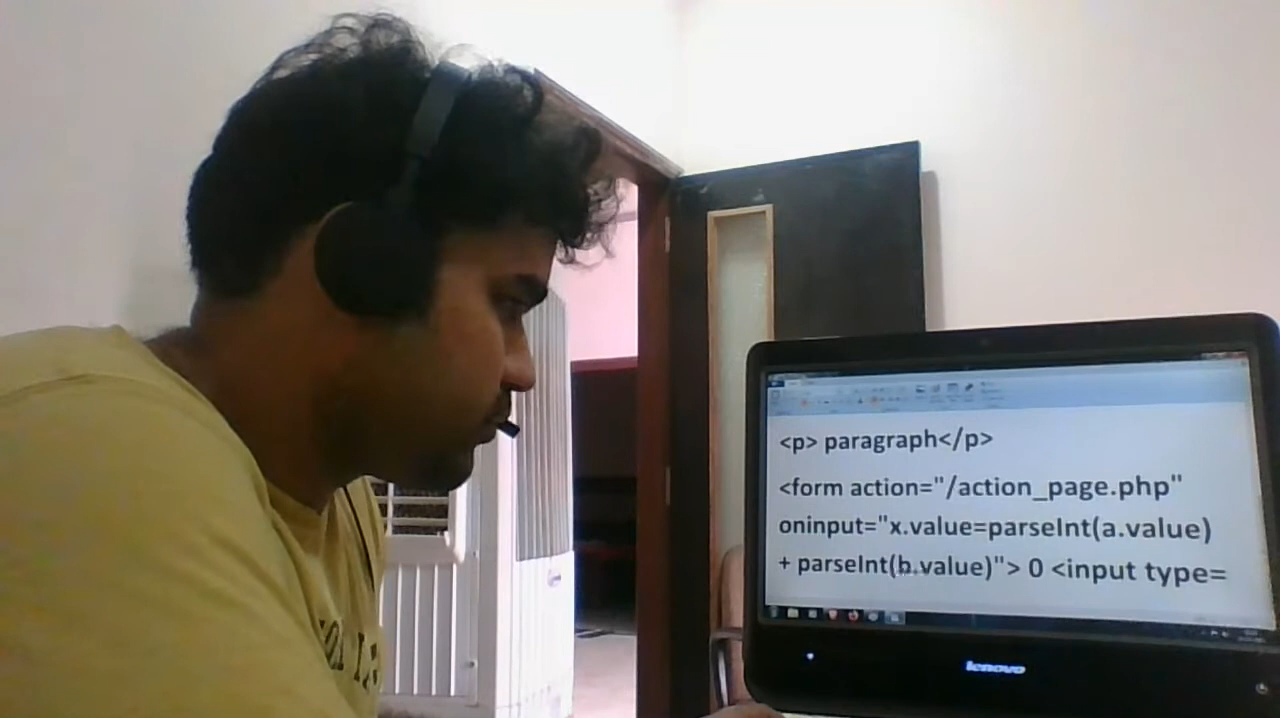 <p> paragraph</p>
<form action="/action_page.php"
oninput="x.value=parseInt(a.value)
+ parseInt(b.value)"> 0 <input type=
lenovo